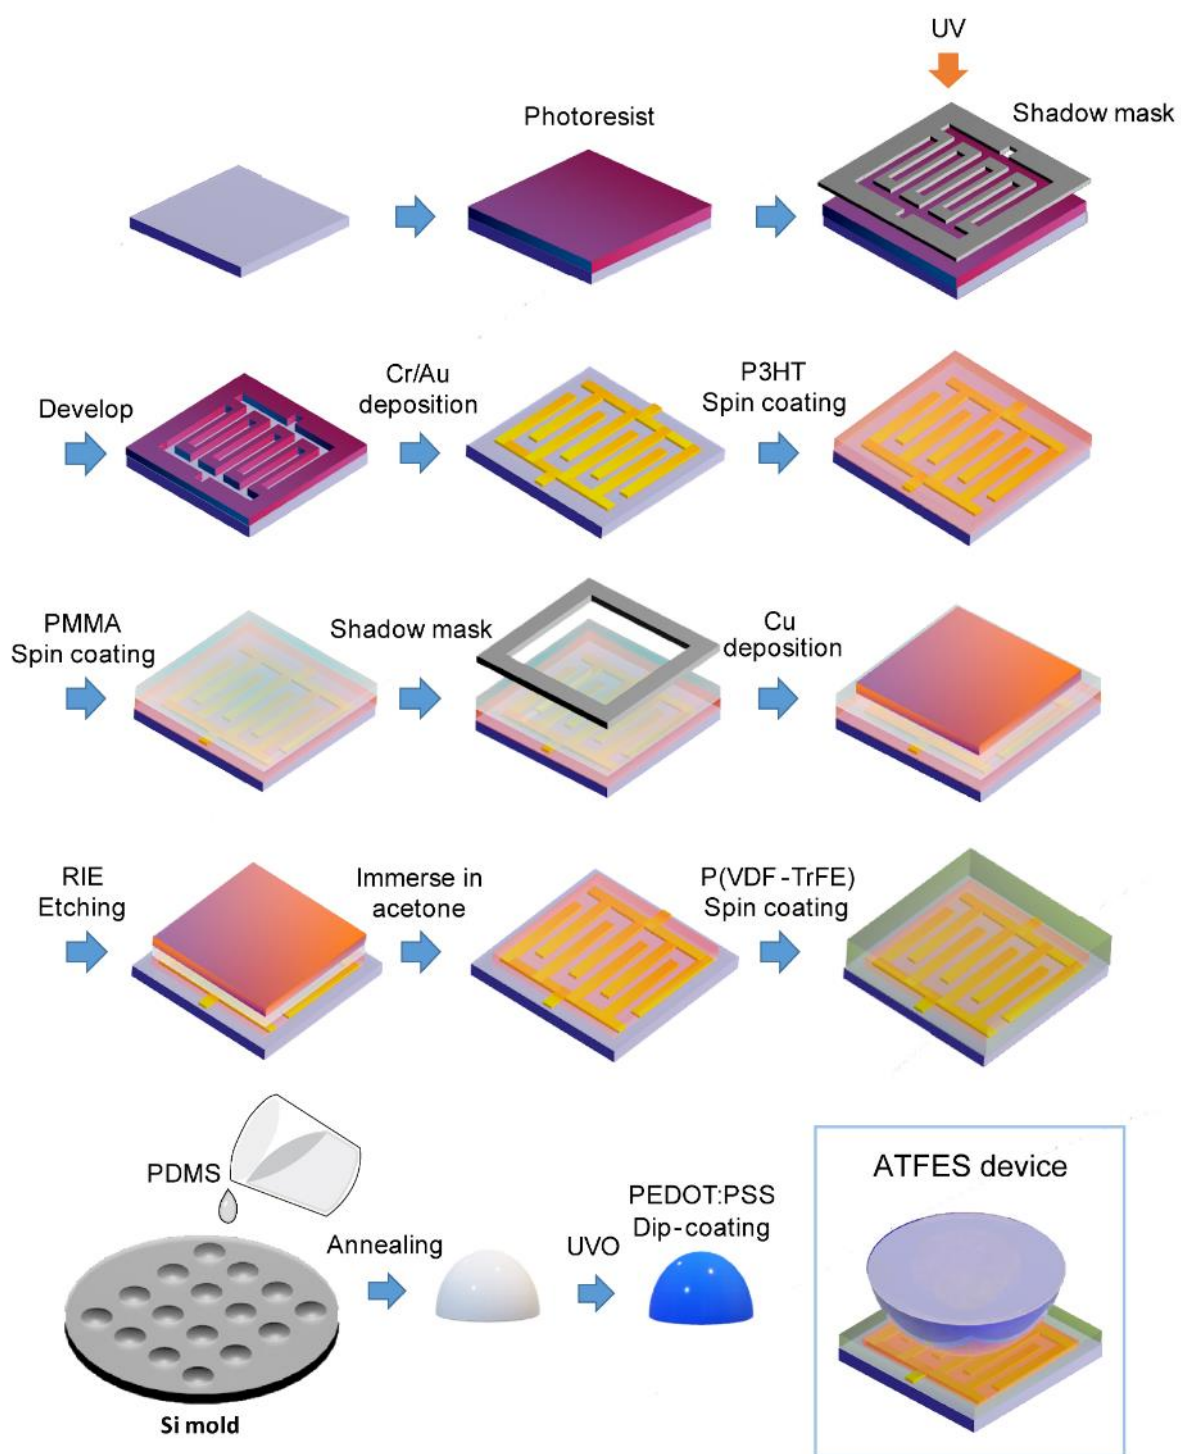 UV
Photoresist
Shadow mask
Develop
Cr/Au
deposition
P3HT
Spin coating
PMMA
Spin coating
Shadow mask
Cu
deposition
RIE
Etching
Immerse in
acetone
P(VDF-TrFE)
Spin coating
PDMS
Si mold
Annealing
UVO
PEDOT:PSS
Dip-coating
ATFES device